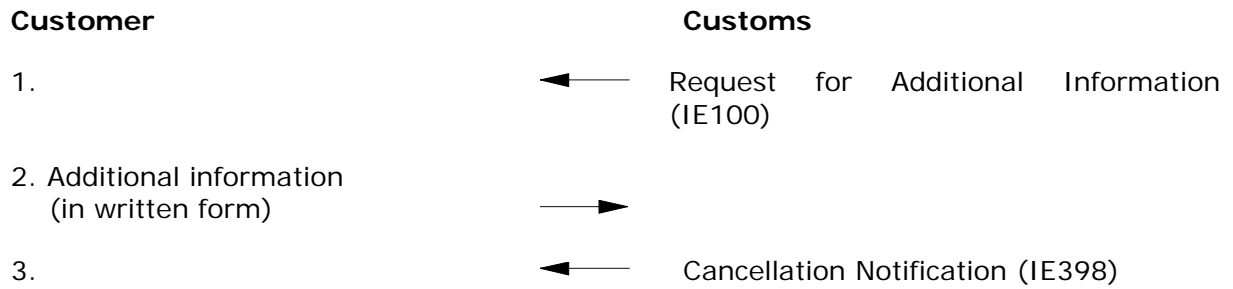 Customer Customs
1. Request for Additional Information
(IE100)
2. Additional information
(in written form)
3. Cancellation Notification (IE398)